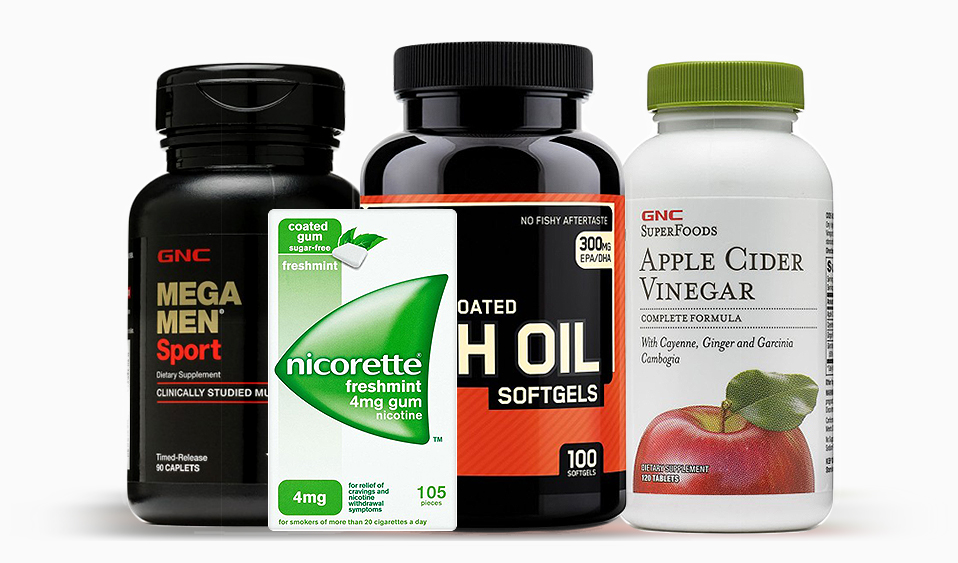 GNC
MEGA
MEN®
Sport
Dietary Supplement
CLINICALLY STUDIED MU
Timed-Release
90 CAPLETS
coated
gum
sugar-free
freshmint
nicorette®
freshmint
4mg gum
nicotine
TM
4mg
for relief of
cravings and
nicotine
withdrawal
symptoms
105
pieces
for smokers of more than 20 cigarettes a day
NO FISHY AFTERTASTE
300MG
EPA/DHA
OATED
H OIL
SOFTGELS
100
SOFTGELS
GNC
SUPERFOODS
APPLE CIDER
VINEGAR
COMPLETE FORMULA
With Cayenne, Ginger and Garcinia
Cambogia
DIETARY SUPPLEMENT
120 TABLETS